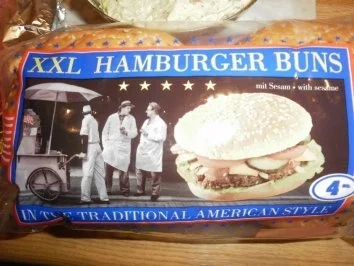 XXL HAMBURGER BUNS
mit Sesam • with sesame
4
IN THE TRADITIONAL AMERICAN STYLE